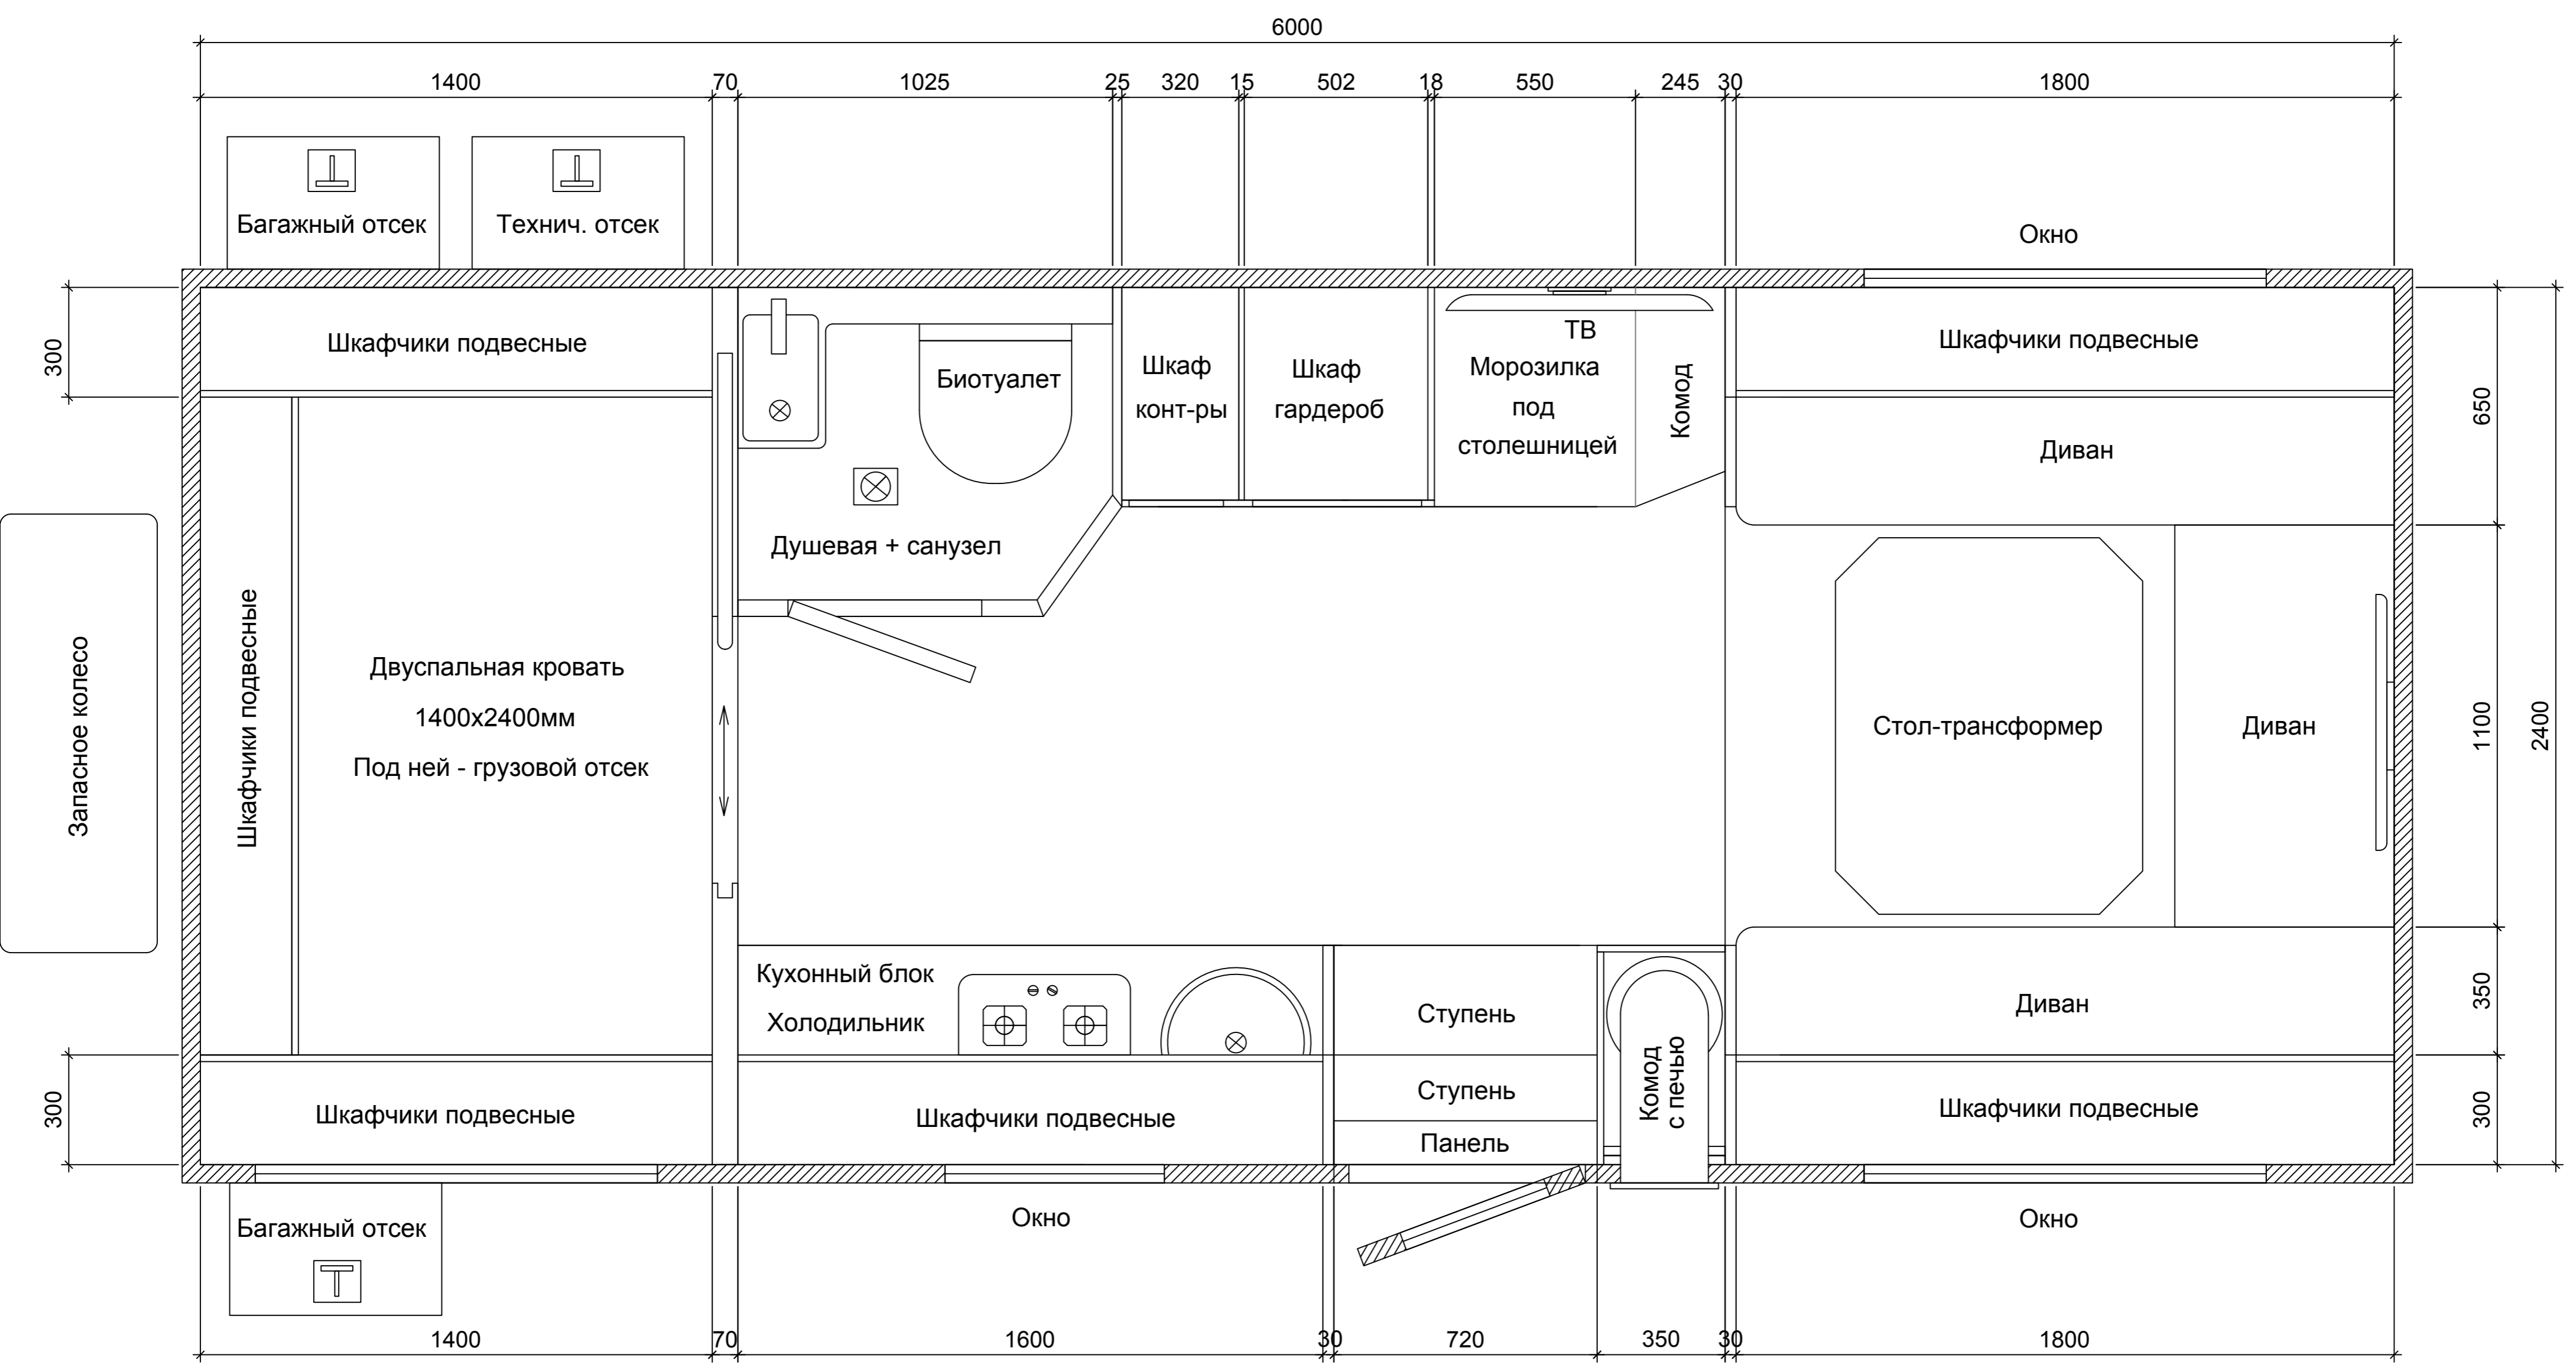 6000
1400
70
1025
25
320
15
502
18
550
245
30
1800
Багажный отсек
Технич. отсек
Окно
300
Шкафчики подвесные
Биотуалет
Шкаф
конт-ры
Шкаф
гардероб
ТВ
Морозилка
под
столешницей
Комод
Шкафчики подвесные
Диван
650
Душевая + санузел
Запасное колесо
Шкафчики подвесные
Двуспальная кровать
1400х2400мм
Под ней - грузовой отсек
Стол-трансформер
Диван
1100
2400
Кухонный блок
Холодильник
Ступень
Диван
350
Ступень
Комод
с печью
300
Шкафчики подвесные
Шкафчики подвесные
Панель
Шкафчики подвесные
300
Багажный отсек
Окно
Окно
1400
70
1600
30
720
350
30
1800